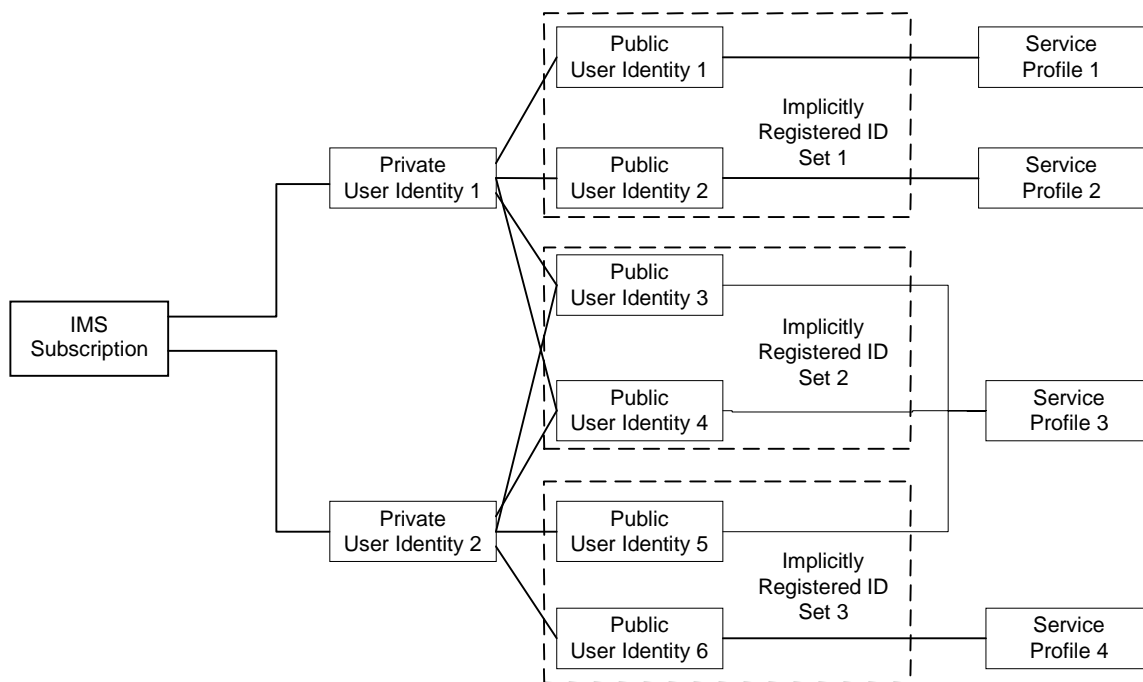 Public
User Identity 1
Service
Profile 1
Implicitly
Registered ID
Set 1
Private
User Identity 1
Public
User Identity 2
Service
Profile 2
Public
User Identity 3
IMS
Subscription
Implicitly
Registered ID
Set 2
Public
User Identity 4
Service
Profile 3
Private
User Identity 2
Public
User Identity 5
Implicitly
Registered ID
Set 3
Public
User Identity 6
Service
Profile 4